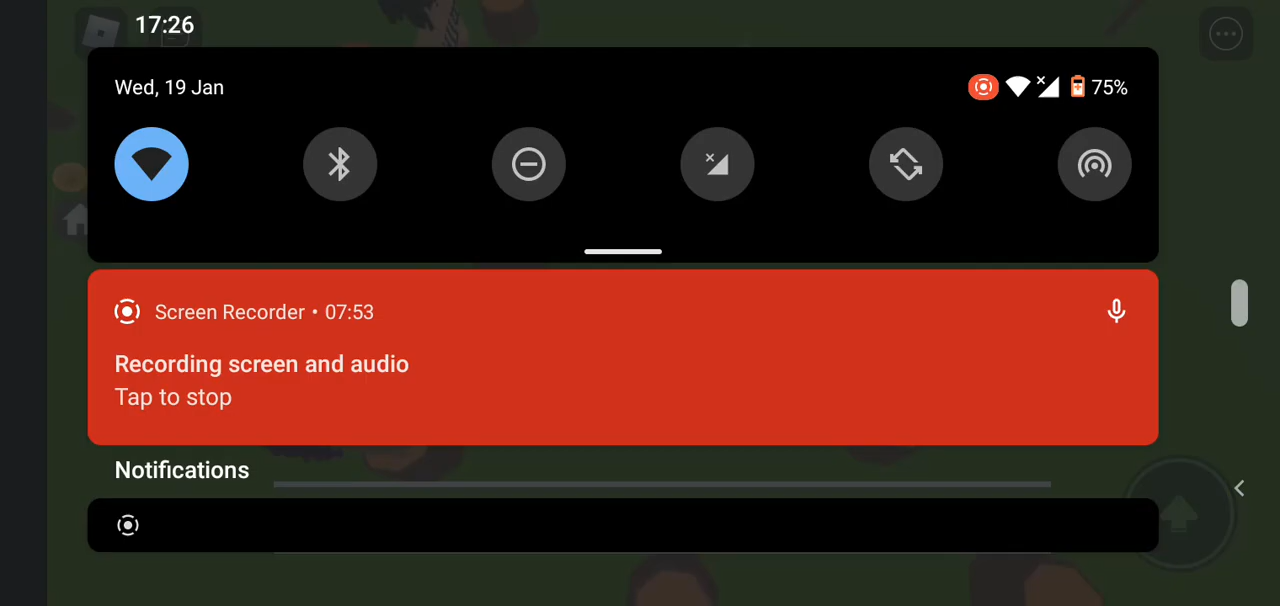 17:26
Wed, 19 Jan
75%
Screen Recorder • 07:53
Recording screen and audio
Tap to stop
Notifications